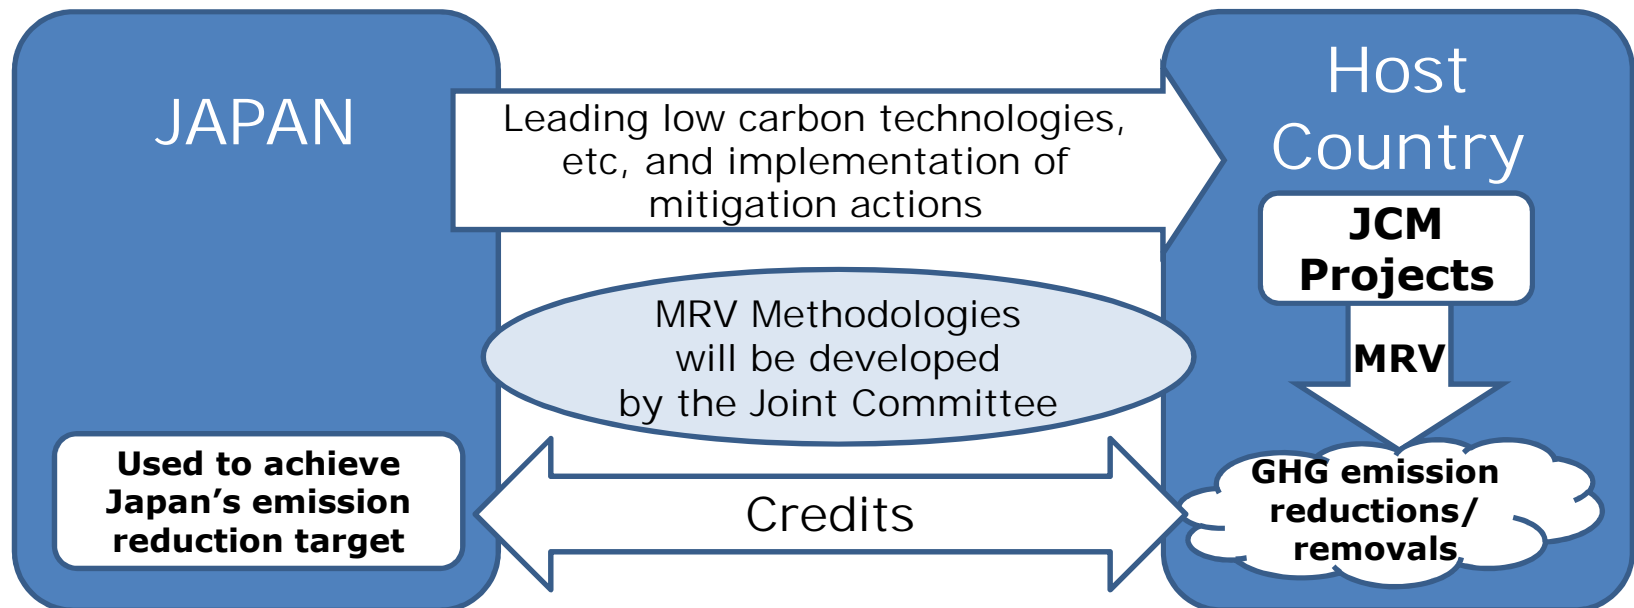 JAPAN
Leading low carbon technologies,
etc, and implementation of
mitigation actions
Host
Country
JCM
Projects
MRV Methodologies
will be developed
by the Joint Committee
MRV
Used to achieve
Japan’s emission
reduction target
Credits
GHG emission
reductions/
removals